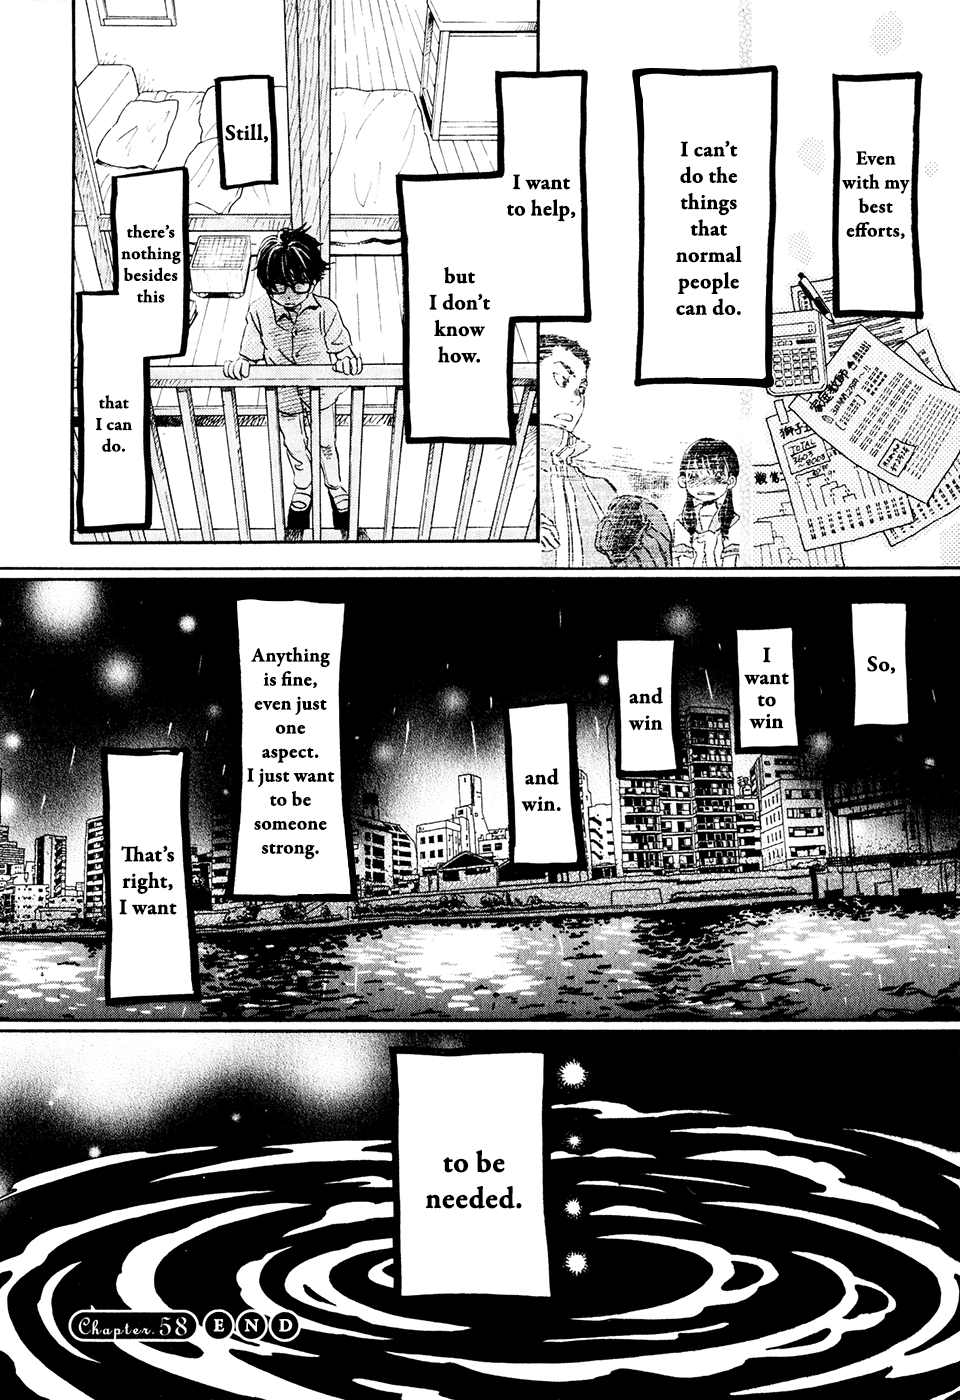 Even
with my
best
efforts,
I can't
do the
things
that
normal
people
can do.
I want
to help,
but
I don't
know
how.
Still,
there's
nothing
besides
this
that
I can
do.
TOTAL
So,
I
want
to
win
and
win
and
win.
Anything
is fine,
even just
one
aspect.
I just want
to be
someone
strong.
That's
right,
I want
to be
needed.
Chapter. 58 END